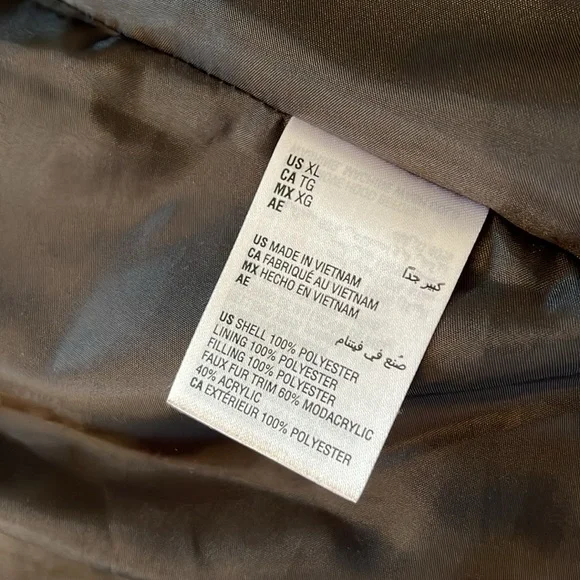 US XL
CA TG
MX XG
AE
كبير جدًا
US MADE IN VIETNAM
CA FABRIQUÉ AU VIETNAM
MX HECHO EN VIETNAM
AE
صُنع في فيتنام
US SHELL 100% POLYESTER
LINING 100% POLYESTER
FILLING 100% POLYESTER
FAUX FUR TRIM 60% MODACRYLIC
40% ACRYLIC
CA EXTÉRIEUR 100% POLYESTER